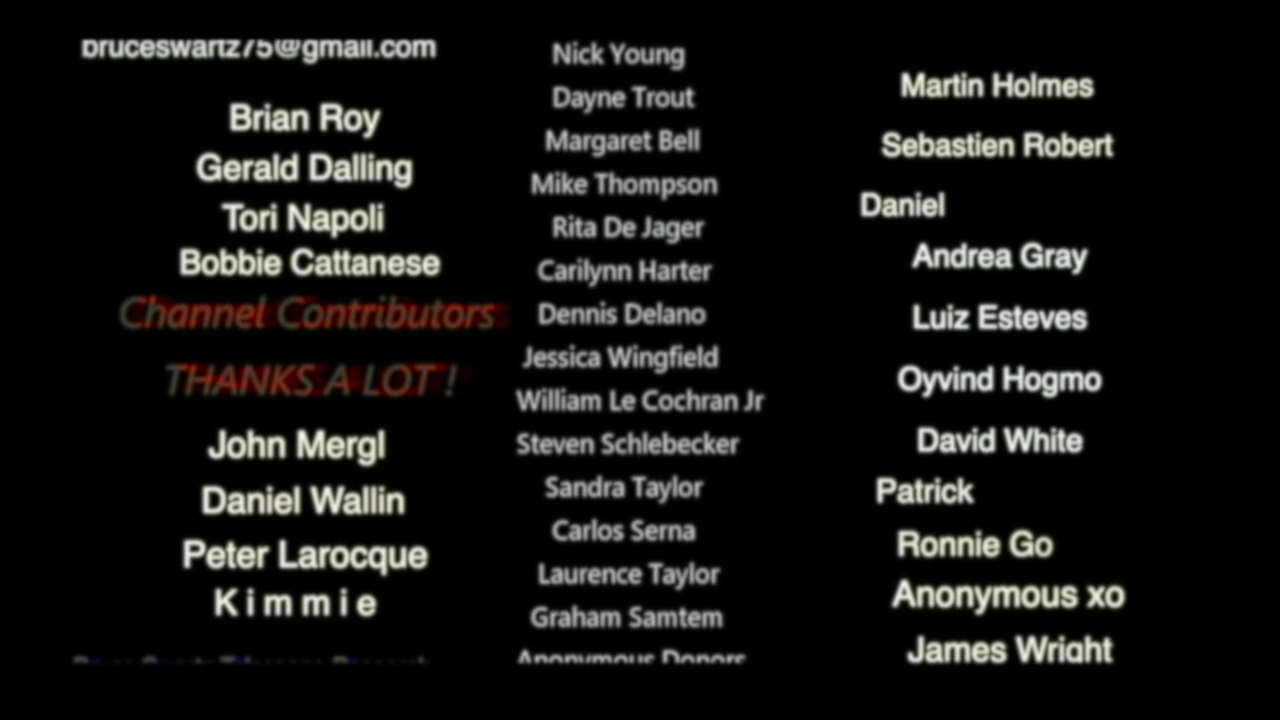 bruceswartz75@gmail.com
Brian Roy
Gerald Dalling
Tori Napoli
Bobbie Cattanese
Channel Contributors
THANKS A LOT !
John Mergl
Daniel Wallin
Peter Larocque
K i m m i e
Nick Young
Dayne Trout
Margaret Bell
Mike Thompson
Rita De Jager
Carilynn Harter
Dennis Delano
Jessica Wingfield
William Le Cochran Jr
Steven Schlebecker
Sandra Taylor
Carlos Serna
Laurence Taylor
Graham Samtem
Anonymous Donors
Martin Holmes
Sebastien Robert
Daniel
Andrea Gray
Luiz Esteves
Oyvind Hogmo
David White
Patrick
Ronnie Go
Anonymous xo
James Wright